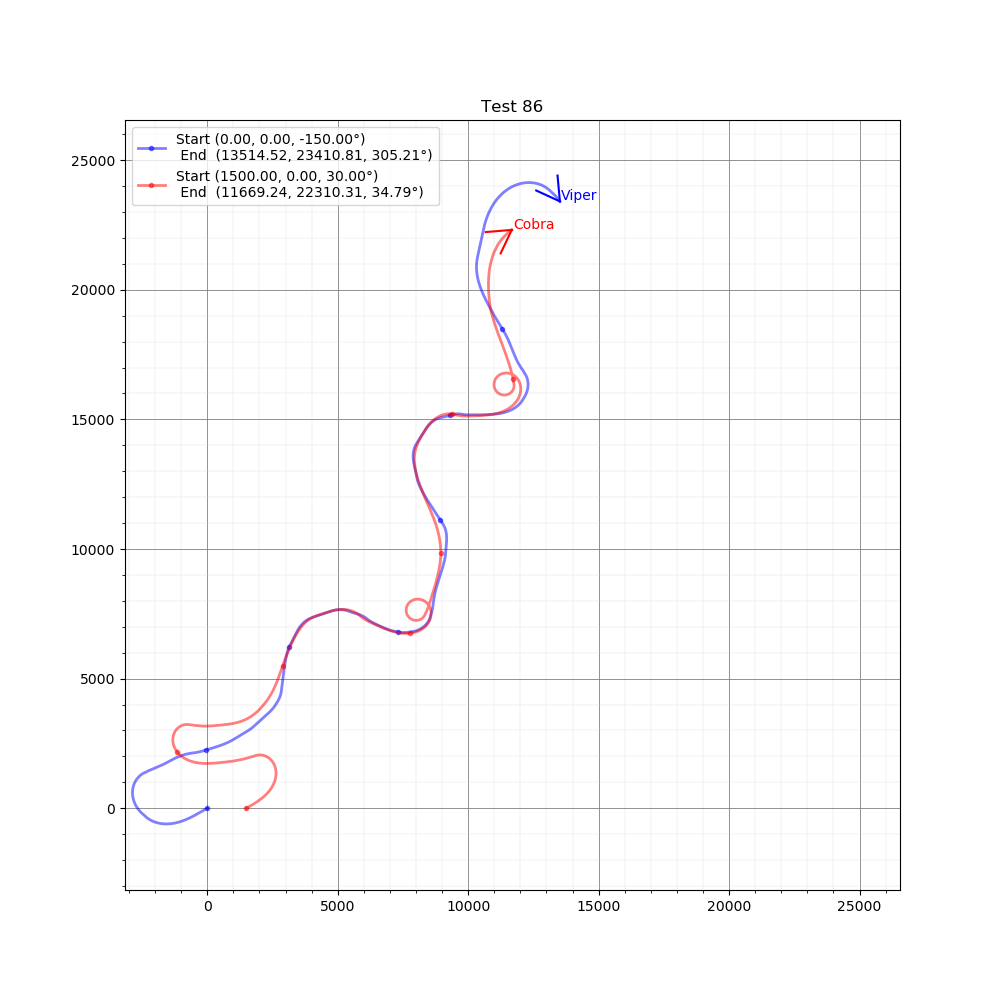 Test 86
Start (0.00, 0.00, -150.00°)
End  (13514.52, 23410.81, 305.21°)
Start (1500.00, 0.00, 30.00°)
End  (11669.24, 22310.31, 34.79°)
Viper
Cobra
25000
20000
15000
10000
5000
0
0
5000
10000
15000
20000
25000